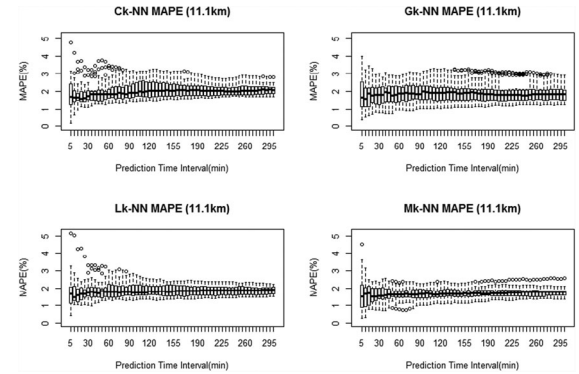 Ck-NN MAPE (11.1km)
Gk-NN MAPE (11.1km)
MAPE(%)
0 1 2 3 4 5
5 30 60 90 120 155 190 225 260 295
Prediction Time Interval(min)
MAPE(%)
0 1 2 3 4 5
5 30 60 90 120 155 190 225 260 295
Prediction Time Interval(min)
Lk-NN MAPE (11.1km)
Mk-NN MAPE (11.1km)
MAPE(%)
0 1 2 3 4 5
5 30 60 90 120 155 190 225 260 295
Prediction Time Interval(min)
MAPE(%)
0 1 2 3 4 5
5 30 60 90 120 155 190 225 260 295
Prediction Time Interval(min)